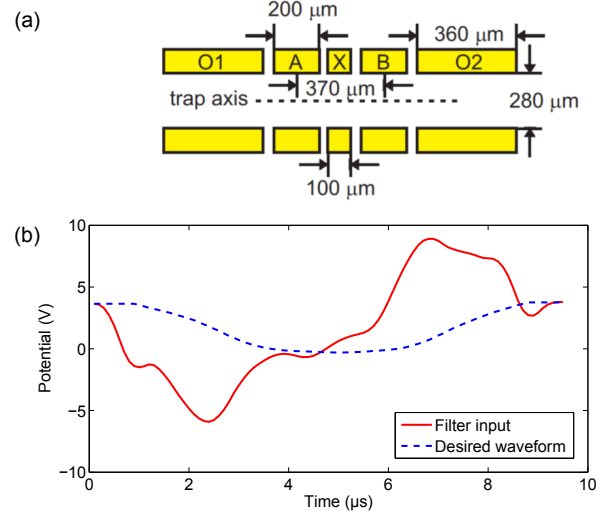 (a)
200 µm
360 µm
O1 A X B O2
370 µm
trap axis
280 µm
100 µm
(b)
10
5
0
−5
−10
Potential (V)
Filter input
Desired waveform
0 2 4 6 8 10
Time (µs)